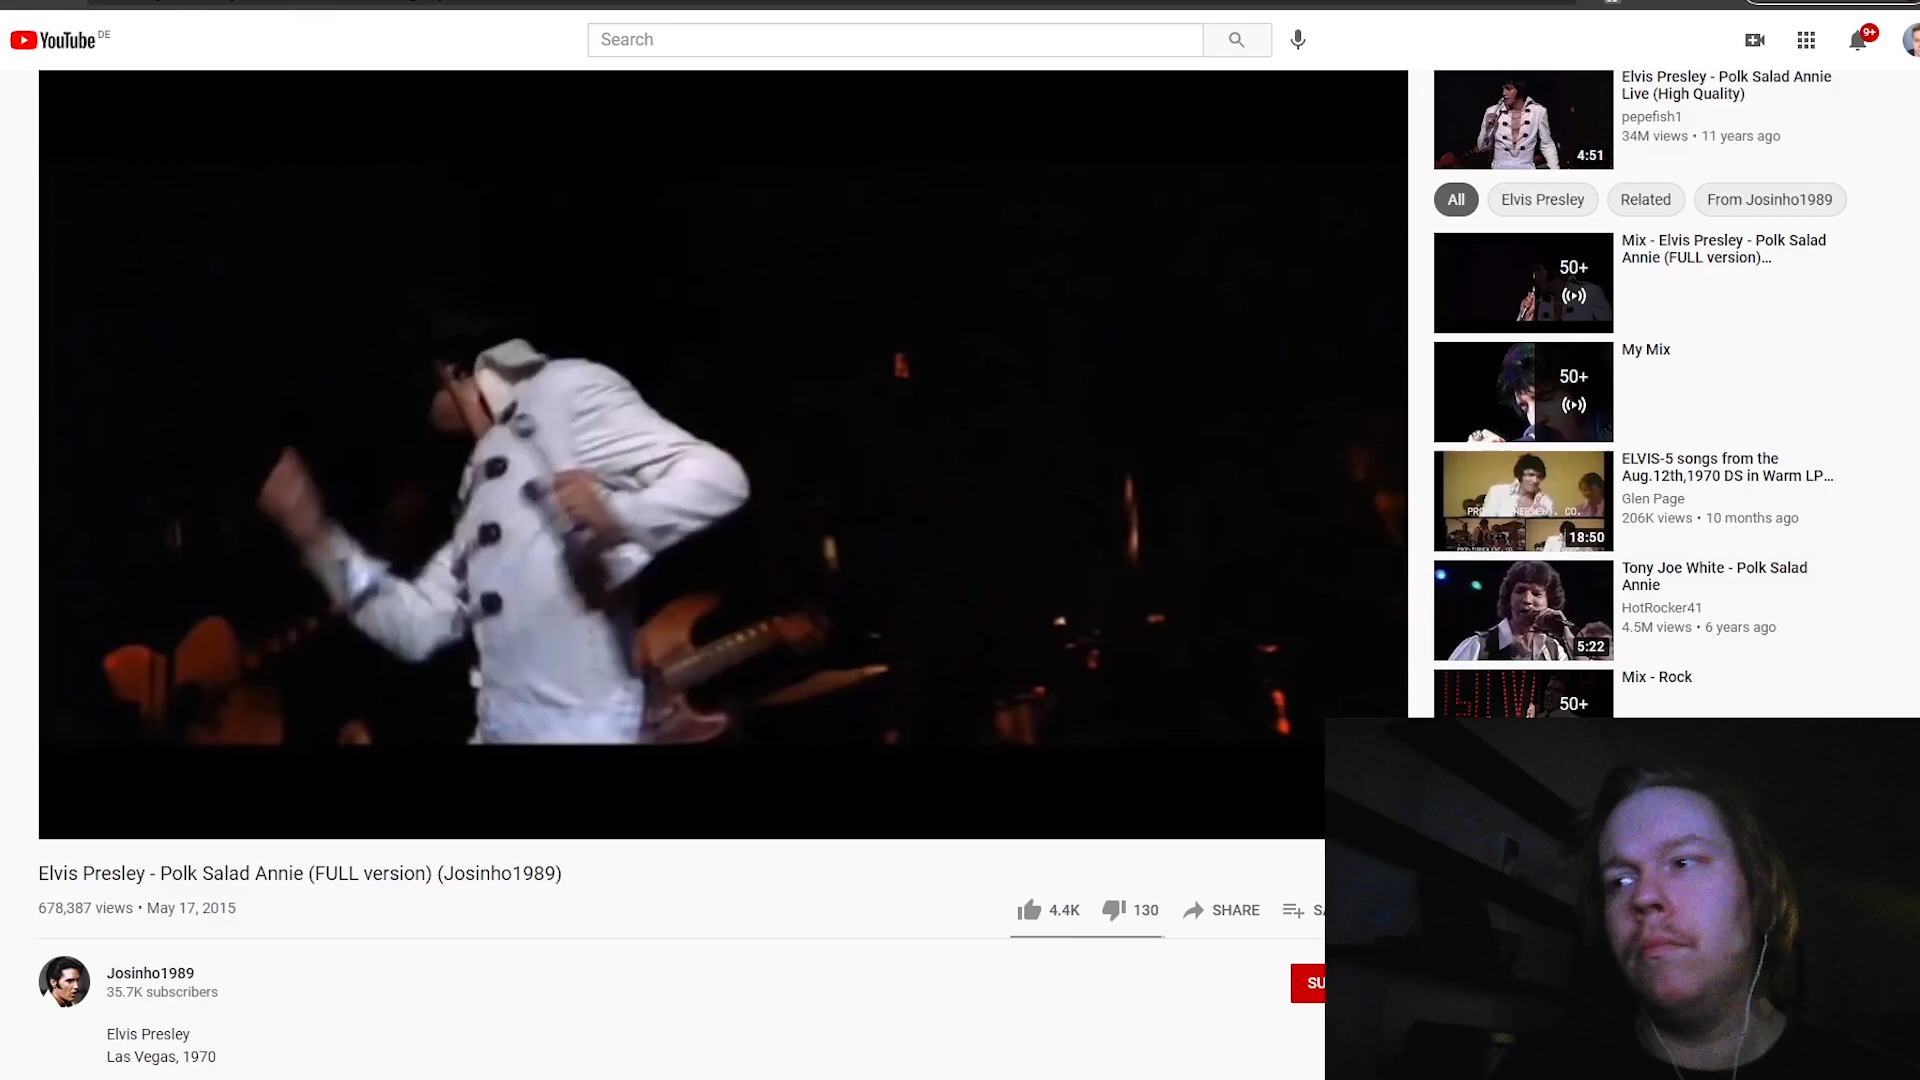 YouTube DE
Search
9+
Elvis Presley - Polk Salad Annie
Live (High Quality)
pepefish1
34M views • 11 years ago
4:51
All
Elvis Presley
Related
From Josinho1989
Mix - Elvis Presley - Polk Salad
Annie (FULL version)...
50+
My Mix
50+
ELVIS-5 songs from the
Aug.12th,1970 DS in Warm LP...
Glen Page
206K views • 10 months ago
18:50
Tony Joe White - Polk Salad
Annie
HotRocker41
4.5M views • 6 years ago
5:22
Mix - Rock
50+
Elvis Presley - Polk Salad Annie (FULL version) (Josinho1989)
678,387 views • May 17, 2015
4.4K
130
SHARE
SA
Josinho1989
35.7K subscribers
SU
Elvis Presley
Las Vegas, 1970